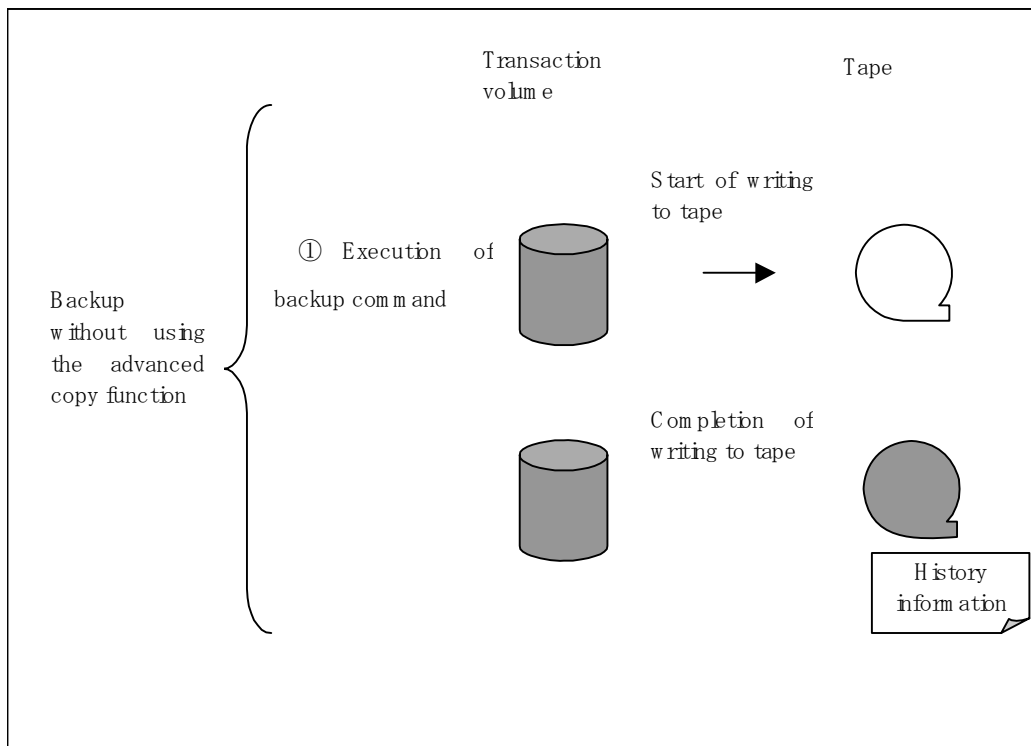 Transaction
volume
Tape
Start of writing
to tape
① Execution of
backup command
Backup
without using
the advanced
copy function
Completion of
writing to tape
History
information